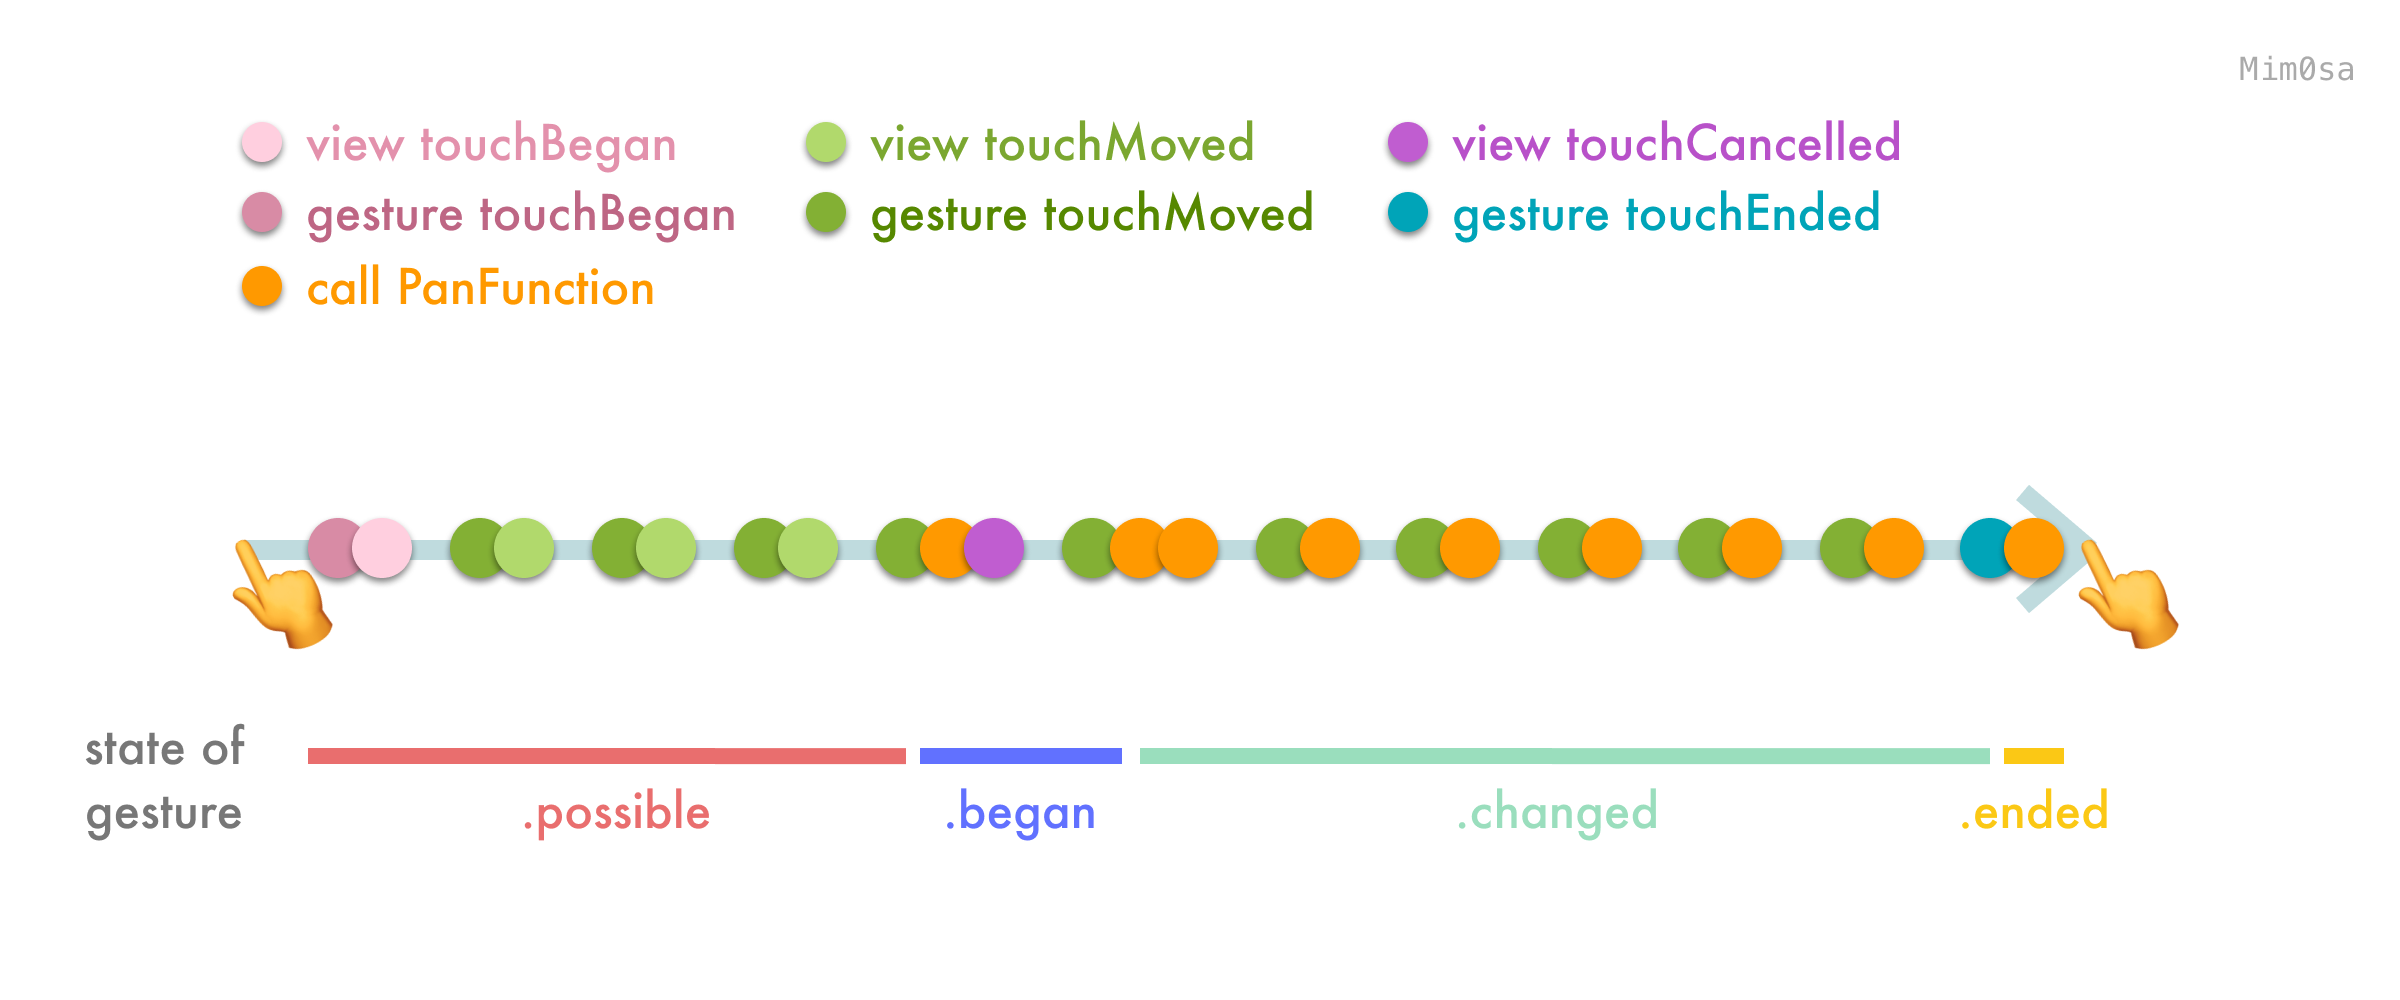 Mim0sa
view touchBegan
view touchMoved
view touchCancelled
gesture touchBegan
gesture touchMoved
gesture touchEnded
call PanFunction
state of
gesture
.possible
.began
.changed
.ended